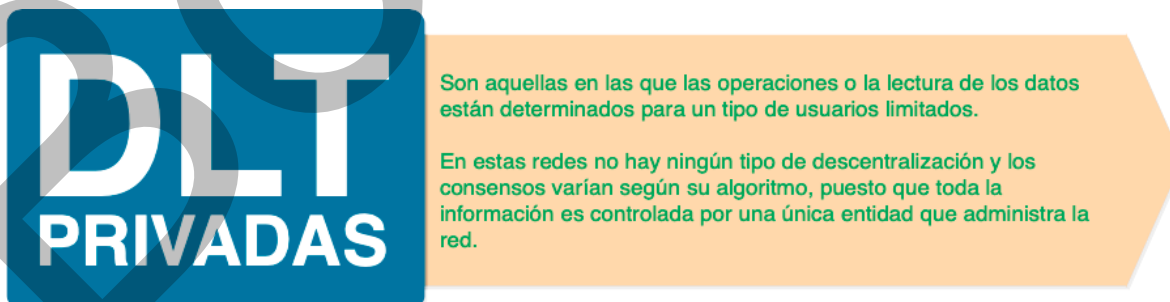 DLT
PRIVADAS
Son aquellas en las que las operaciones o la lectura de los datos
están determinados para un tipo de usuarios limitados.
En estas redes no hay ningún tipo de descentralización y los
consensos varían según su algoritmo, puesto que toda la
información es controlada por una única entidad que administra la
red.